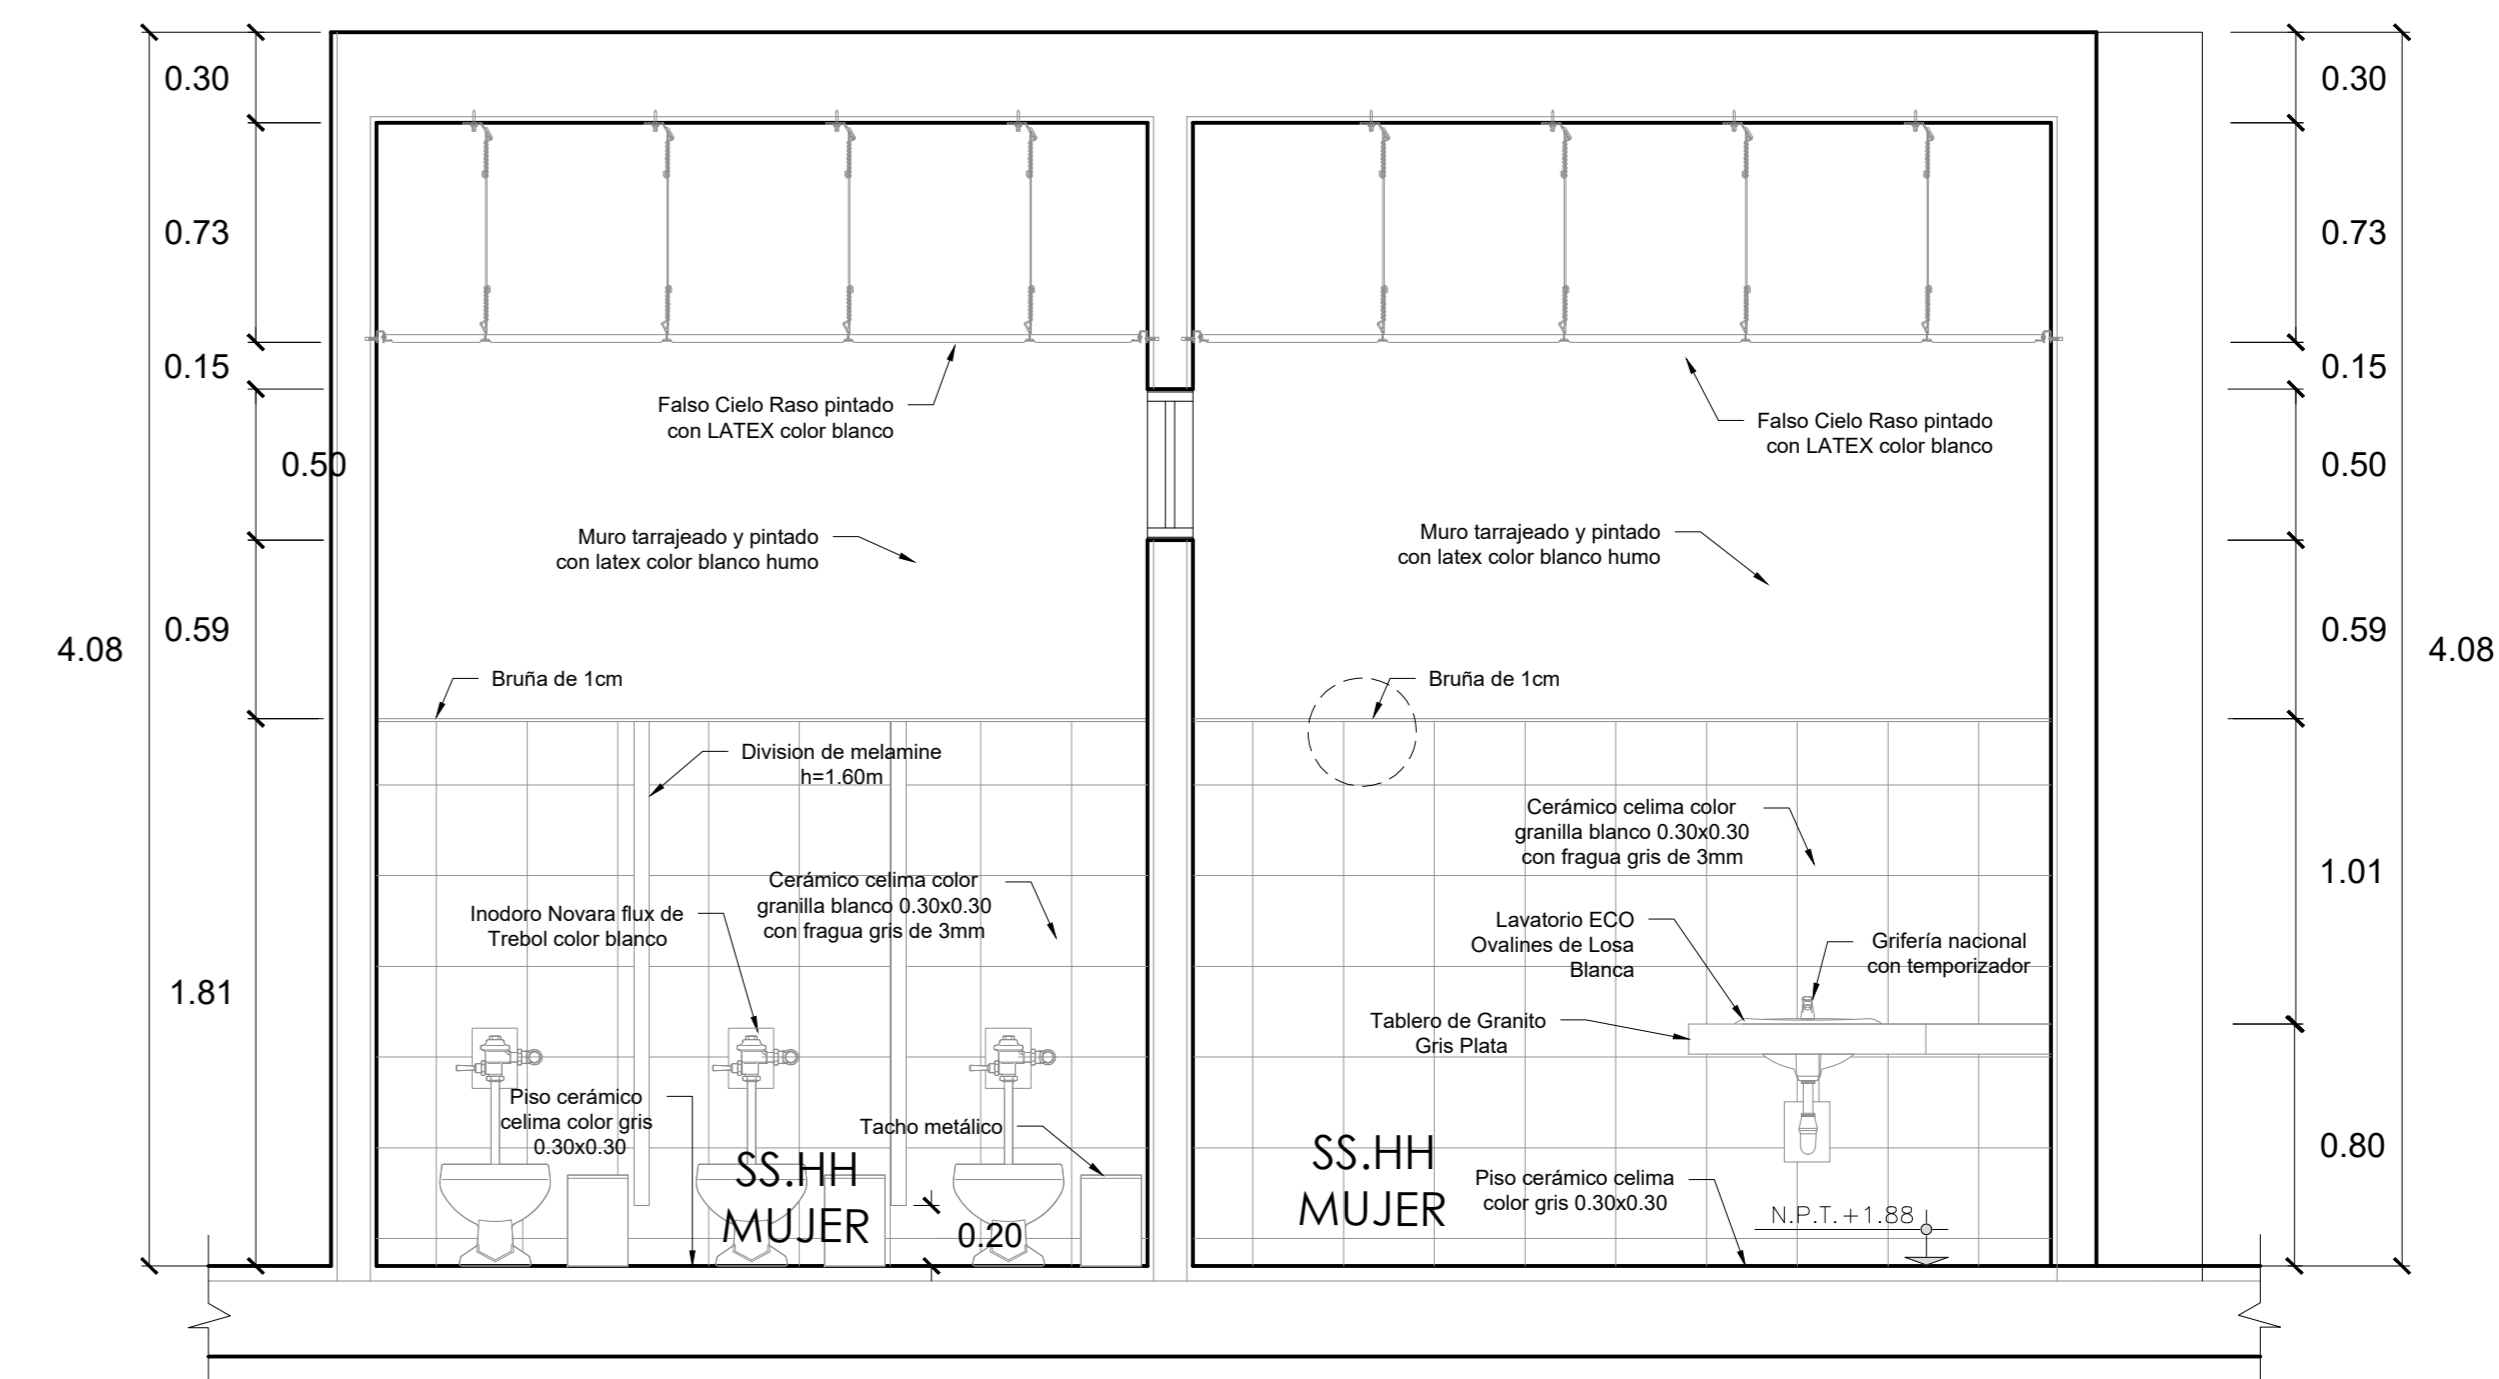 0.30
0.73
0.15
0.50
0.59
4.08
1.81
Falso Cielo Raso pintado
con LATEX color blanco
Muro tarrajeado y pintado
con latex color blanco humo
Bruña de 1cm
Division de melamine
h=1.60m
Cerámico celima color
granilla blanco 0.30x0.30
con fragua gris de 3mm
Inodoro Novara flux de
Trebol color blanco
Piso cerámico
celima color gris
0.30x0.30
Tacho metálico
SS.HH
MUJER
0.20
Falso Cielo Raso pintado
con LATEX color blanco
Muro tarrajeado y pintado
con latex color blanco humo
Bruña de 1cm
Cerámico celima color
granilla blanco 0.30x0.30
con fragua gris de 3mm
Lavatorio ECO
Ovalines de Losa
Blanca
Grifería nacional
con temporizador
Tablero de Granito
Gris Plata
SS.HH
MUJER
Piso cerámico celima
color gris 0.30x0.30
N.P.T. +1.88
0.30
0.73
0.15
0.50
0.59
4.08
1.01
0.80